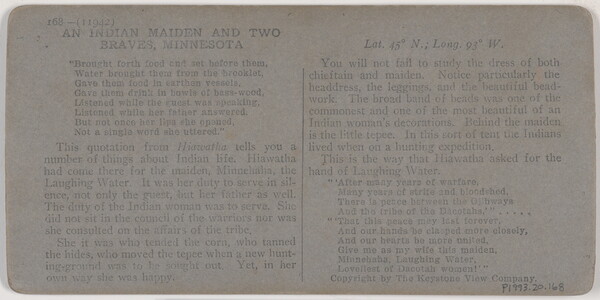 168—(11942)
AN INDIAN MAIDEN AND TWO
BRAVES, MINNESOTA
"Brought forth food and set before them,
Water brought them from the brooklet,
Gave them food in earthen vessels,
Gave them drink in bowls of bass-wood,
Listened while the guest was speaking,
Listened while her father answered,
But not once her lips she opened,
Not a single word she uttered."
This quotation from Hiawatha tells you a
number of things about Indian life. Hiawatha
had come there for the maiden, Minnehaha, the
Laughing Water. It was her duty to serve in sil-
ence, not only the guest, but her father as well.
The duty of the Indian woman was to serve. She
did not sit in the council of the warriors nor was
she consulted on the affairs of the tribe.
She it was who tended the corn, who tanned
the hides, who moved the tepee when a new hunt-
ing-ground was to be sought out. Yet, in her
own way she was happy.
Lat. 45° N.; Long. 93° W.
You will not fail to study the dress of both
chieftain and maiden. Notice particularly the
headdress, the leggings, and the beautiful bead-
work. The broad band of beads was one of the
commonest and one of the most beautiful of an
Indian woman's decorations. Behind the maiden
is the little tepee. In this sort of tent the Indians
lived when on a hunting expedition.
This is the way that Hiawatha asked for the
hand of Laughing Water.
"'After many years of warfare,
Many years of strife and bloodshed,
There is peace between the Ojibways
And the tribe of the Dacotahs.'" . . . . .
"'That this peace may last forever,
And our hands be clasped more closely,
And our hearts be more united,
Give me as my wife this maiden,
Minnehaha, Laughing Water,
Loveliest of Dacotah women!'"
Copyright by The Keystone View Company.
P1993.20.168